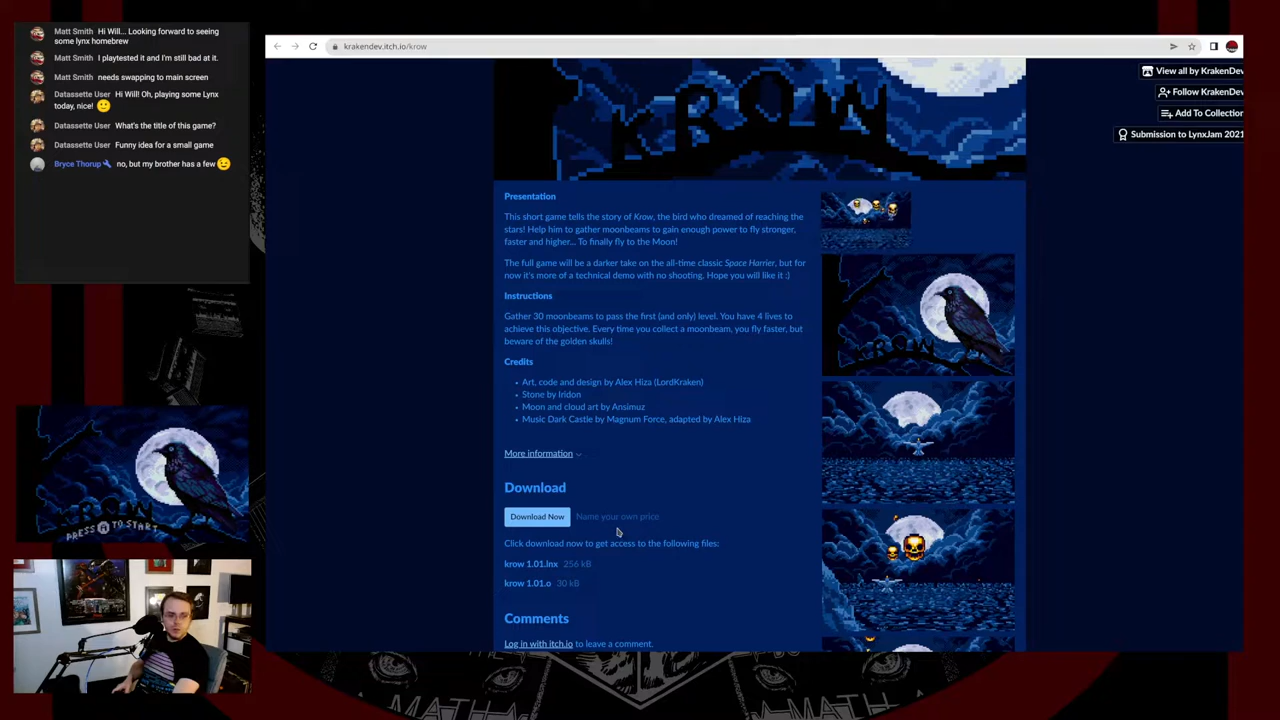 Matt Smith Hi Will... Looking forward to seeing
some lynx homebrew
Matt Smith I playtested it and I'm still bad at it.
Matt Smith needs swapping to main screen
Datassette User Hi Will! Oh, playing some Lynx
today, nice!
Datassette User What's the title of this game?
Datassette User Funny idea for a small game
Bryce Thorup no, but my brother has a few
KROW
PRESS A TO START
krakendev.itch.io/krow
View all by KrakenDev
Follow KrakenDev
Add To Collection
Submission to LynxJam 2021
KROW
Presentation
This short game tells the story of Krow, the bird who dreamed of reaching the
stars! Help him to gather moonbeams to gain enough power to fly stronger,
faster and higher... To finally fly to the Moon!
The full game will be a darker take on the all-time classic Space Harrier, but for
now it's more of a technical demo with no shooting. Hope you will like it :)
Instructions
Gather 30 moonbeams to pass the first (and only) level. You have 4 lives to
achieve this objective. Every time you collect a moonbeam, you fly faster, but
beware of the golden skulls!
Credits
• Art, code and design by Alex Hiza (LordKraken)
• Stone by Iridon
• Moon and cloud art by Ansimuz
• Music Dark Castle by Magnum Force, adapted by Alex Hiza
More information
Download
Download Now Name your own price
Click download now to get access to the following files:
krow 1.01.lnx 256 kB
krow 1.01.o 30 kB
Comments
Log in with itch.io to leave a comment.
KROW
A MATH
A MATH